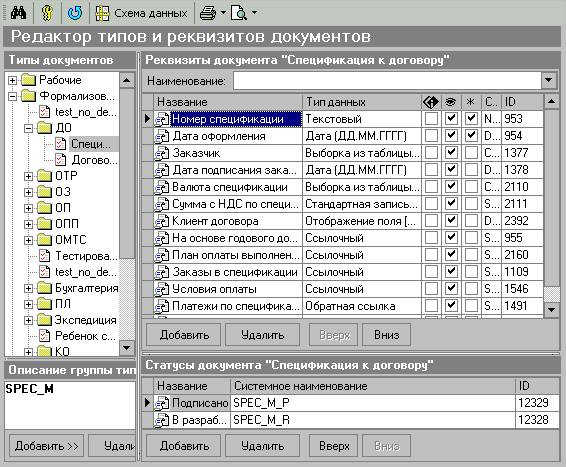 Схема данных
Редактор типов и реквизитов документов
Типы документов
Рабочие
Формализов...
test_no_de...
ДО
Специ...
Догово...
ОТР
ОЗ
ОП
ОПП
ОМТС
Тестирова...
test_no_de...
Бухгалтерия
ПЛ
Экспедиция
Ребенок с...
КО
Описание группы тип
SPEC_M
Добавить >>
Удали
Реквизиты документа "Спецификация к договору"
Наименование:
Название Тип данных С... ID
Номер спецификации Текстовый N... 953
Дата оформления Дата (ДД.ММ.ГГГГ) D... 954
Заказчик Выборка из таблицы... C... 1377
Дата подписания зака... Дата (ДД.ММ.ГГГГ) D... 1378
Валюта спецификации Выборка из таблицы... C... 2110
Сумма с НДС по специ... Стандартная запись... S... 2111
Клиент договора Отображение поля [... D... 2392
На основе годового до... Ссылочный S... 955
План оплаты выполнен... Ссылочный S... 2160
Заказы в спецификации Ссылочный S... 1109
Условия оплаты Ссылочный S... 1546
Платежи по специфика... Обратная ссылка S... 1491
Добавить Удалить Вверх Вниз
Статусы документа "Спецификация к договору"
Название Системное наименование ID
Подписано SPEC_M_P 12329
В разраб... SPEC_M_R 12328
Добавить Удалить Вверх Вниз